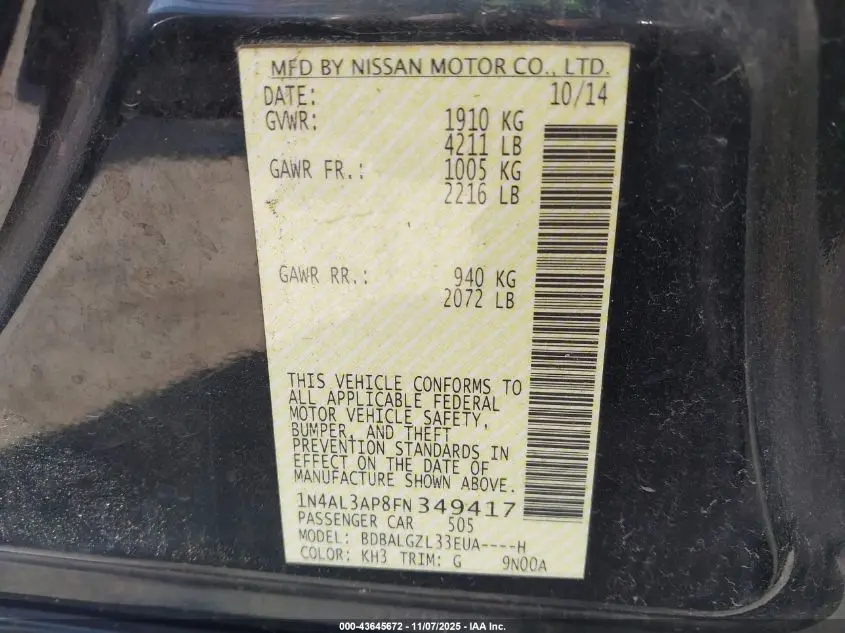 MFD BY NISSAN MOTOR CO., LTD.
DATE: 10/14
GVWR: 1910 KG
4211 LB
GAWR FR.: 1005 KG
2216 LB
GAWR RR.: 940 KG
2072 LB
THIS VEHICLE CONFORMS TO
ALL APPLICABLE FEDERAL
MOTOR VEHICLE SAFETY,
BUMPER, AND THEFT
PREVENTION STANDARDS IN
EFFECT ON THE DATE OF
MANUFACTURE SHOWN ABOVE.
1N4AL3AP8FN 349417
PASSENGER CAR 505
MODEL: BDBALGZL33EUA----H
COLOR: KH3 TRIM: G 9N00A
000-43645672 - 11/07/2025 - IAA Inc.